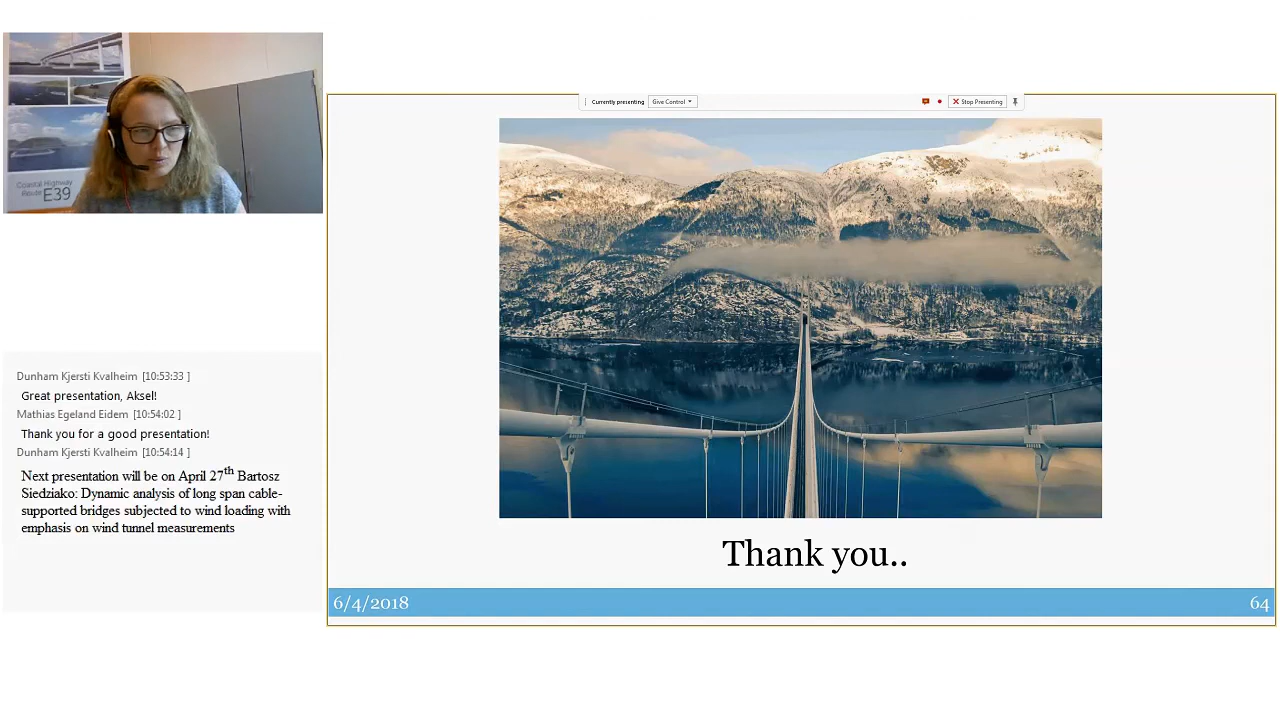 Coastal Highway
Route E39
Currently presenting
Give Control
Stop Presenting
Dunham Kjersti Kvalheim [10:53:33 ]
Great presentation, Aksel!
Mathias Egeland Eidem [10:54:02 ]
Thank you for a good presentation!
Dunham Kjersti Kvalheim [10:54:14 ]
Next presentation will be on April 27th Bartosz
Siedziako: Dynamic analysis of long span cable-
supported bridges subjected to wind loading with
emphasis on wind tunnel measurements
Thank you..
6/4/2018
64